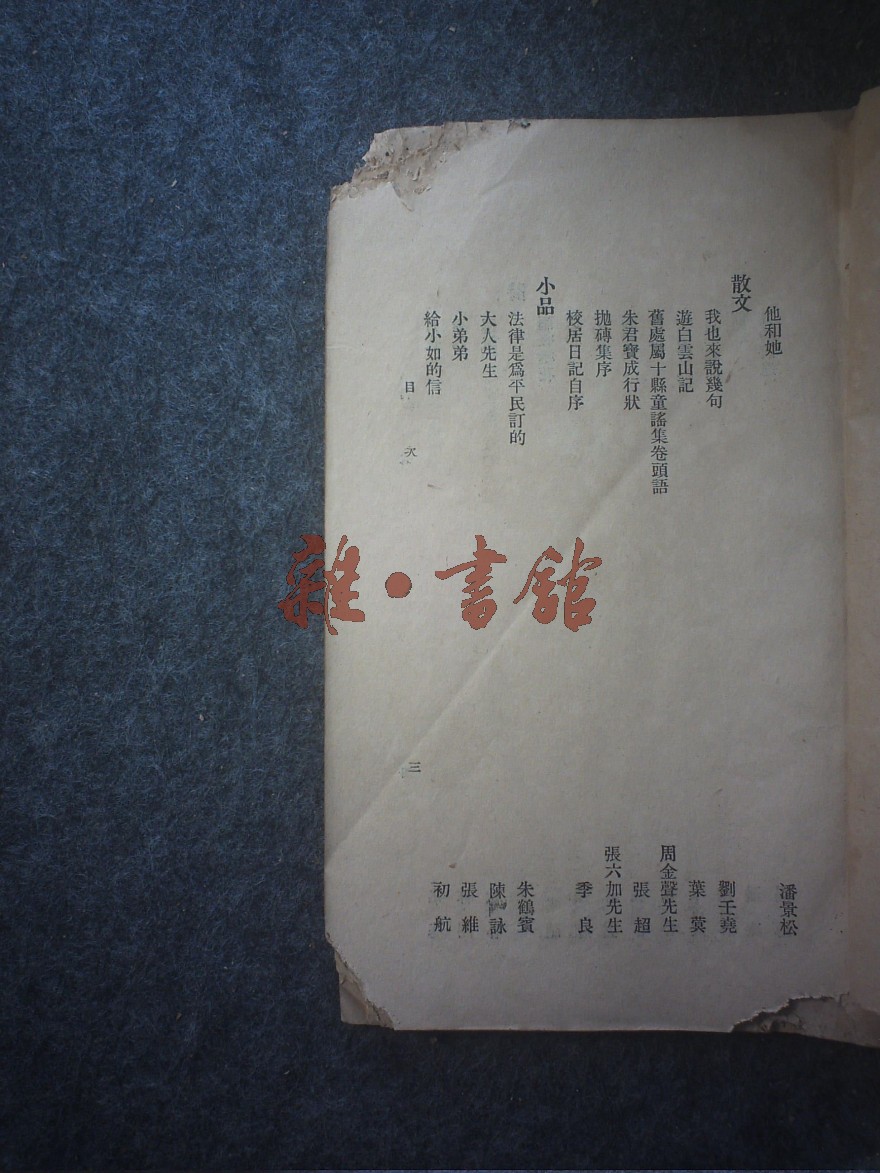 他和她 潘景松
散文
我也來說幾句 劉壬堯
遊白雲山記 葉蓂
舊處屬十縣童謠集卷頭語 周金聲先生
朱君寶成行狀 張超
拋磚集序 張六加先生
校居日記自序 季良
小品
法律是爲平民訂的 朱鶴賓
大人先生 陳詠
小弟弟 張維
給小如的信 初航
目次 三
雜·書館